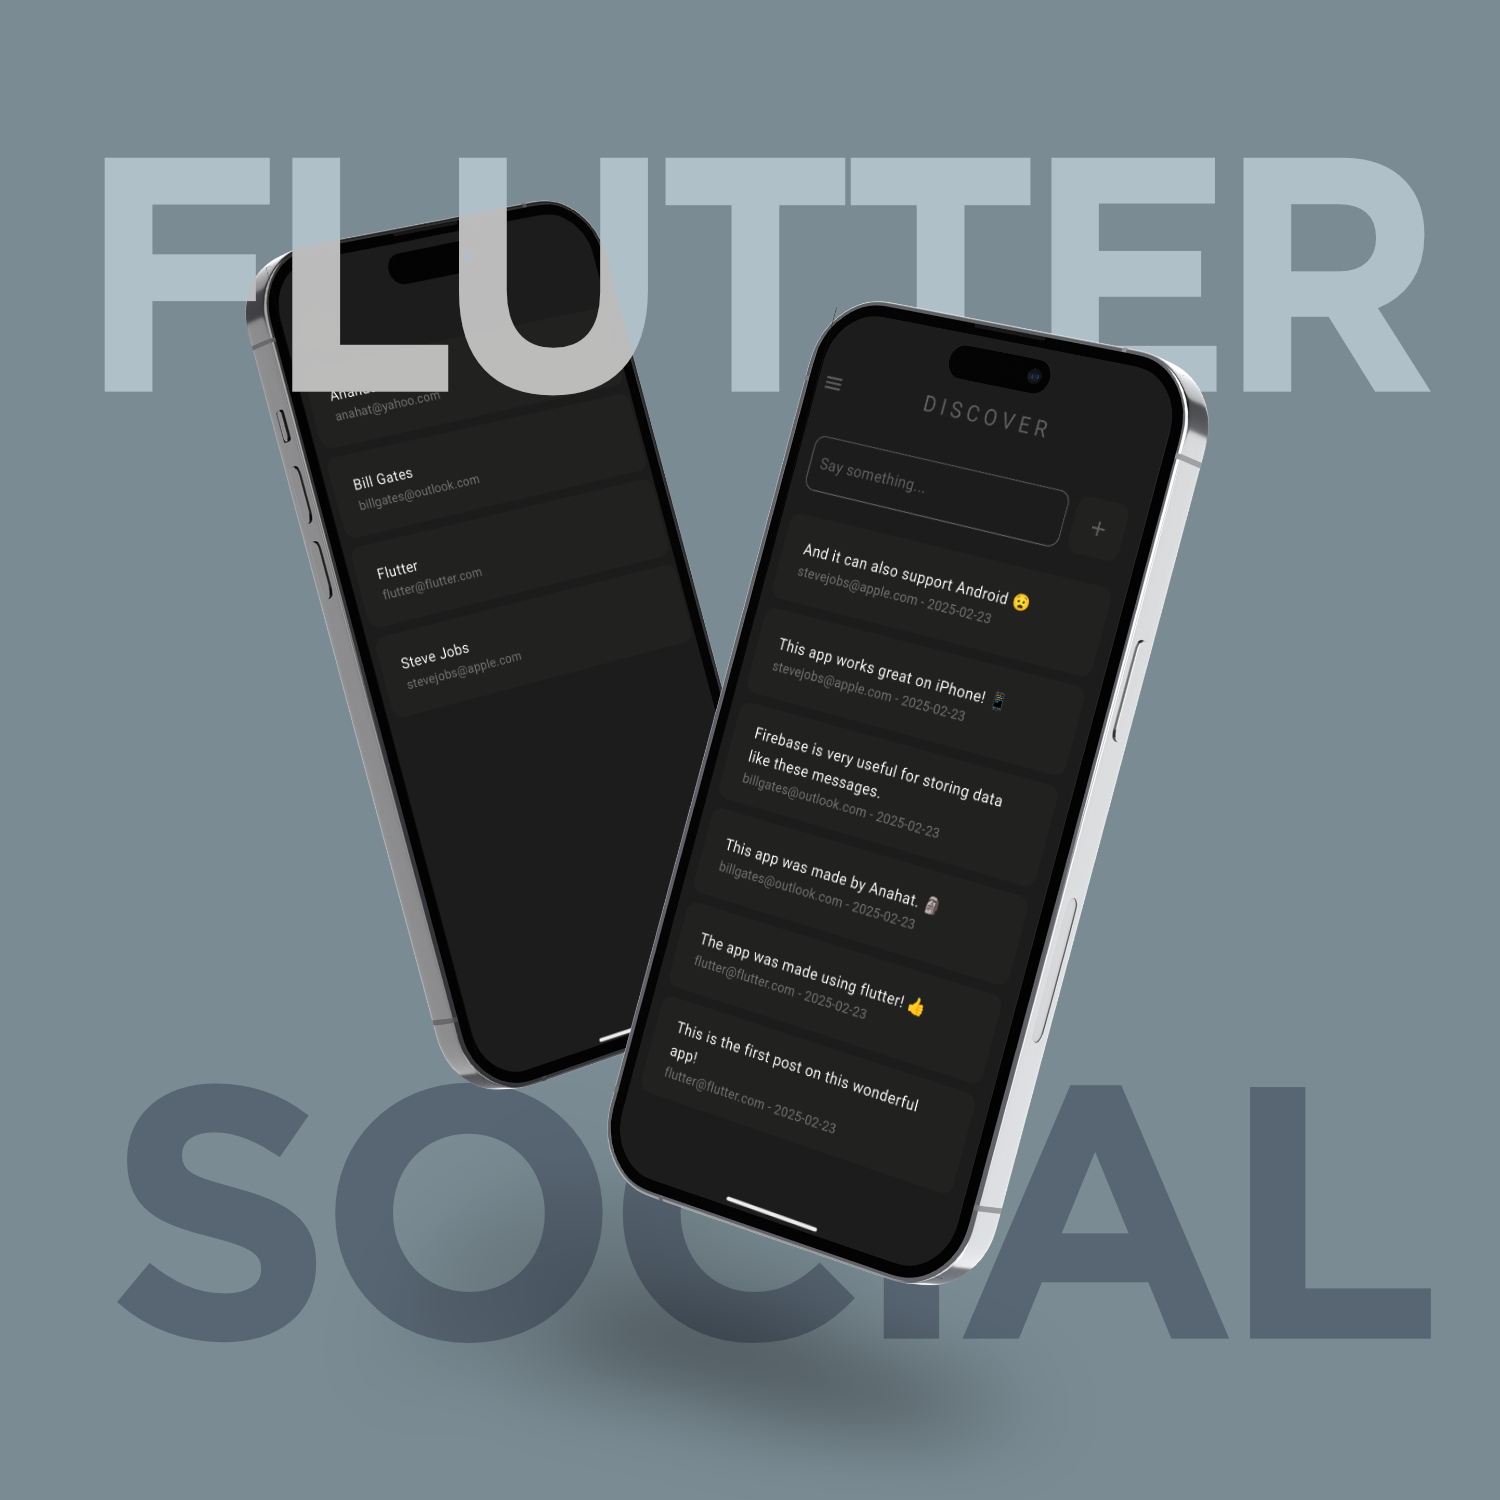 FLUTTER
Anahat
anahat@yahoo.com
Bill Gates
billgates@outlook.com
Flutter
flutter@flutter.com
Steve Jobs
stevejobs@apple.com
DISCOVER
Say something...
+
And it can also support Android 😟
stevejobs@apple.com - 2025-02-23
This app works great on iPhone! 📱
stevejobs@apple.com - 2025-02-23
Firebase is very useful for storing data
like these messages.
billgates@outlook.com - 2025-02-23
This app was made by Anahat. 🗿
billgates@outlook.com - 2025-02-23
The app was made using flutter! 👍
flutter@flutter.com - 2025-02-23
This is the first post on this wonderful
app!
flutter@flutter.com - 2025-02-23
SOCIAL